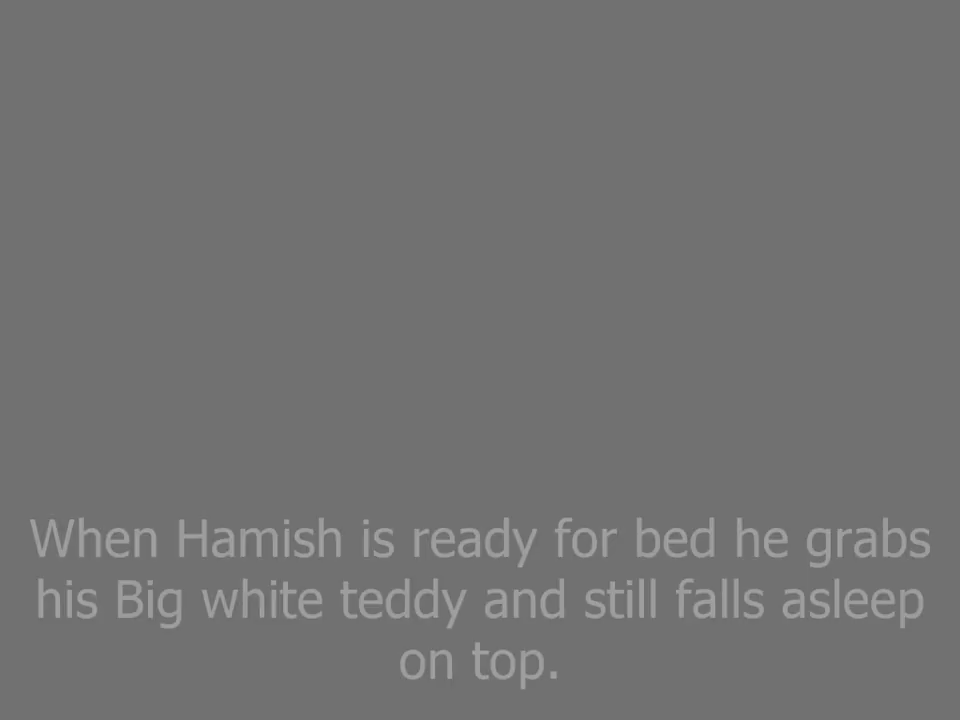 When Hamish is ready for bed he grabs
his Big white teddy and still falls asleep
on top.